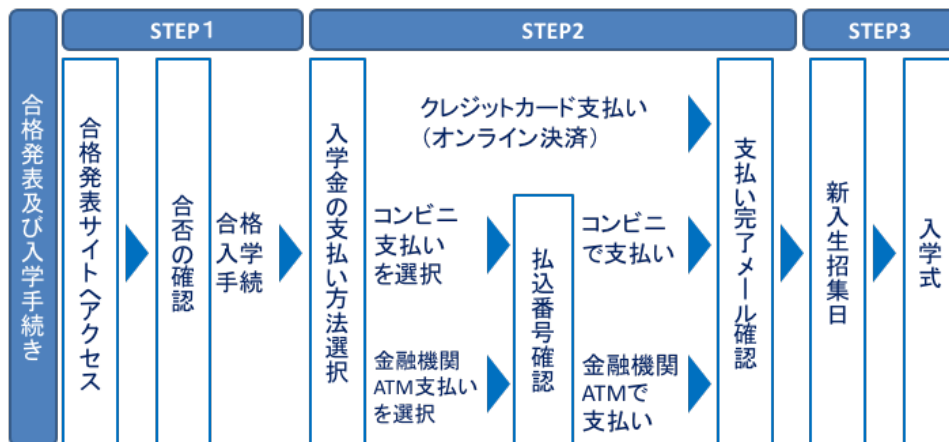 合格発表及び入学手続き
STEP1
STEP2
STEP3
合格発表サイトへアクセス
合否の確認
合格
入学
手続
入学金の支払い方法選択
クレジットカード支払い
(オンライン決済)
コンビニ
支払い
を選択
金融機関
ATM支払い
を選択
払込番号確認
コンビニ
で支払い
金融機関
ATMで
支払い
支払い完了メール確認
新入生招集日
入学式